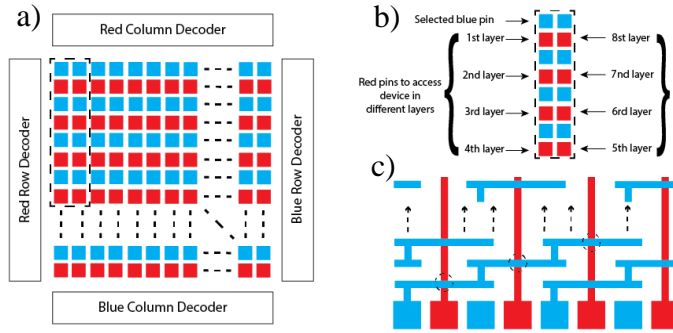 a)
Red Column Decoder
Red Row Decoder
Blue Row Decoder
Blue Column Decoder
b)
Selected blue pin
1st layer
8st layer
2nd layer
7nd layer
Red pins to access
device in
different layers
3rd layer
6rd layer
4th layer
5th layer
c)